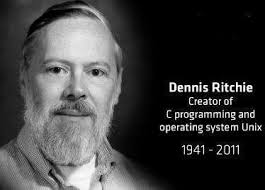 Dennis Ritchie
Creator of
C programming and
operating system Unix
1941 - 2011